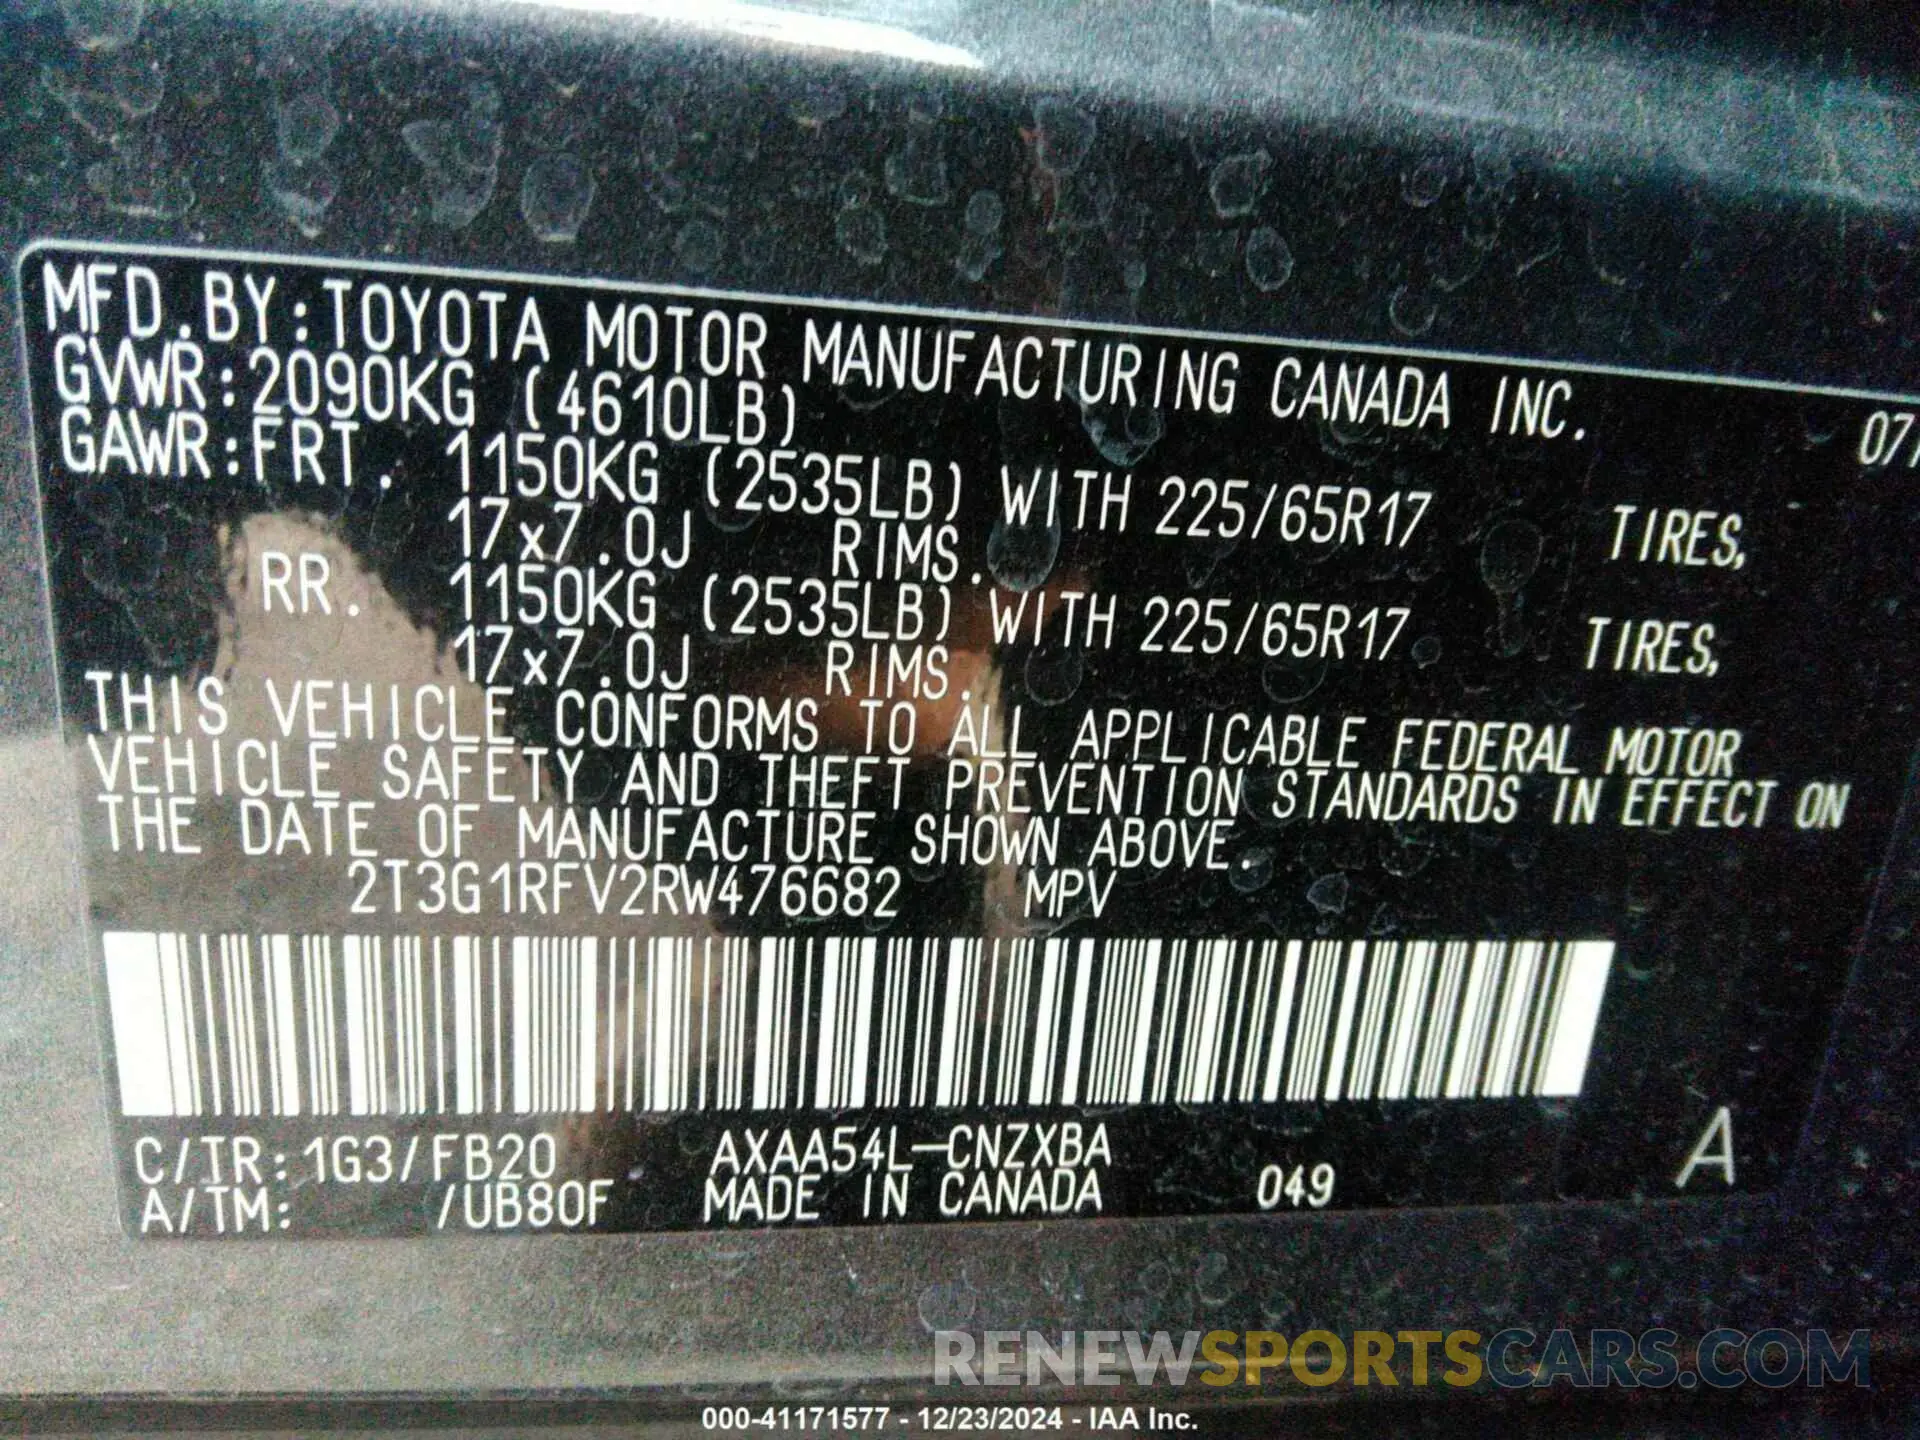 MFD.BY:TOYOTA MOTOR MANUFACTURING CANADA INC. 07
GVWR:2090KG (4610LB)
GAWR:FRT. 1150KG (2535LB) WITH 225/65R17 TIRES,
17x7.0J RIMS.
RR. 1150KG (2535LB) WITH 225/65R17 TIRES,
17x7.0J RIMS.
THIS VEHICLE CONFORMS TO ALL APPLICABLE FEDERAL MOTOR
VEHICLE SAFETY AND THEFT PREVENTION STANDARDS IN EFFECT ON
THE DATE OF MANUFACTURE SHOWN ABOVE.
2T3G1RFV2RW476682 MPV
C/TR:1G3/FB20 AXAA54L-CNZXBA
A/TM: /UB80F MADE IN CANADA 049 A
RENEWSPORTSCARS.COM
000-41171577 - 12/23/2024 - IAA Inc.